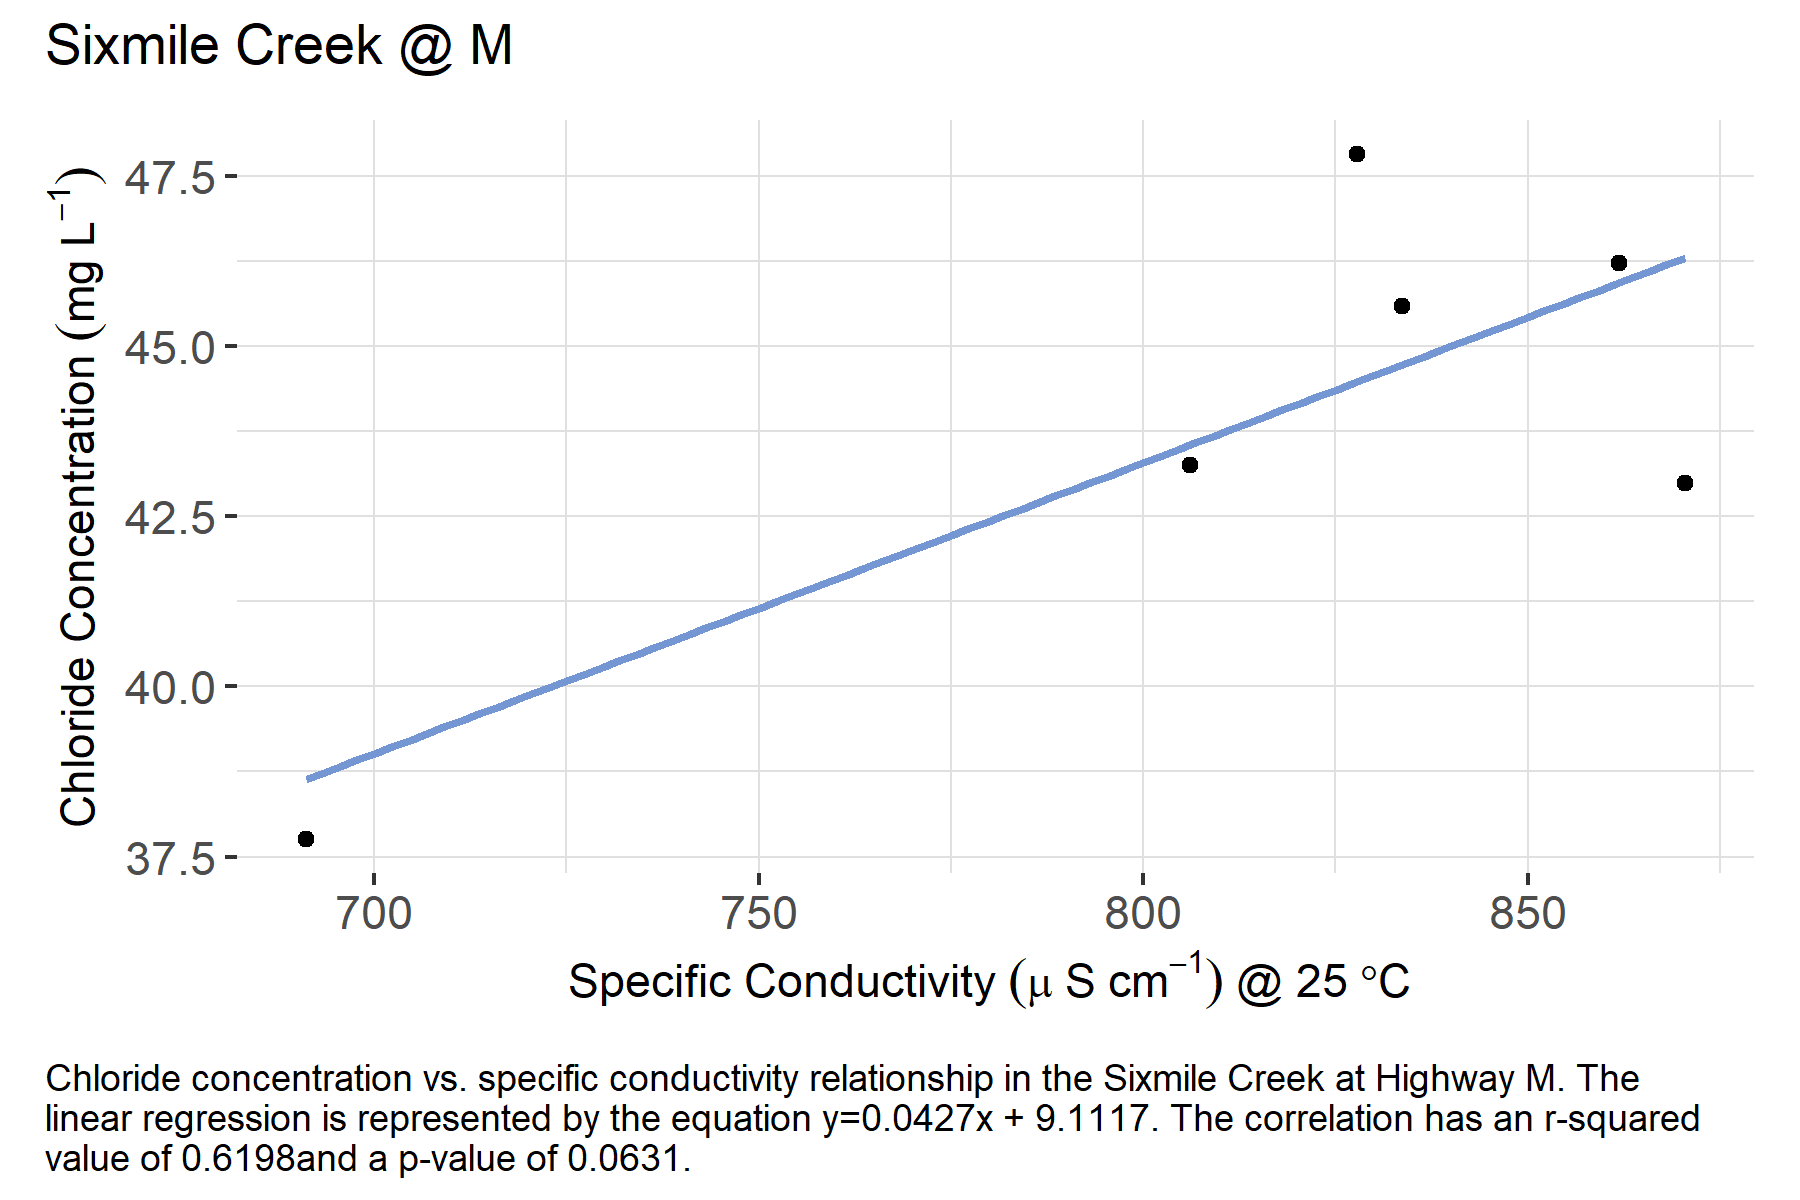 Sixmile Creek @ M
Chloride Concentration (mg L⁻¹)
47.5
45.0
42.5
40.0
37.5
700 750 800 850
Specific Conductivity (μ S cm⁻¹) @ 25 °C
Chloride concentration vs. specific conductivity relationship in the Sixmile Creek at Highway M. The
linear regression is represented by the equation y=0.0427x + 9.1117. The correlation has an r-squared
value of 0.6198and a p-value of 0.0631.